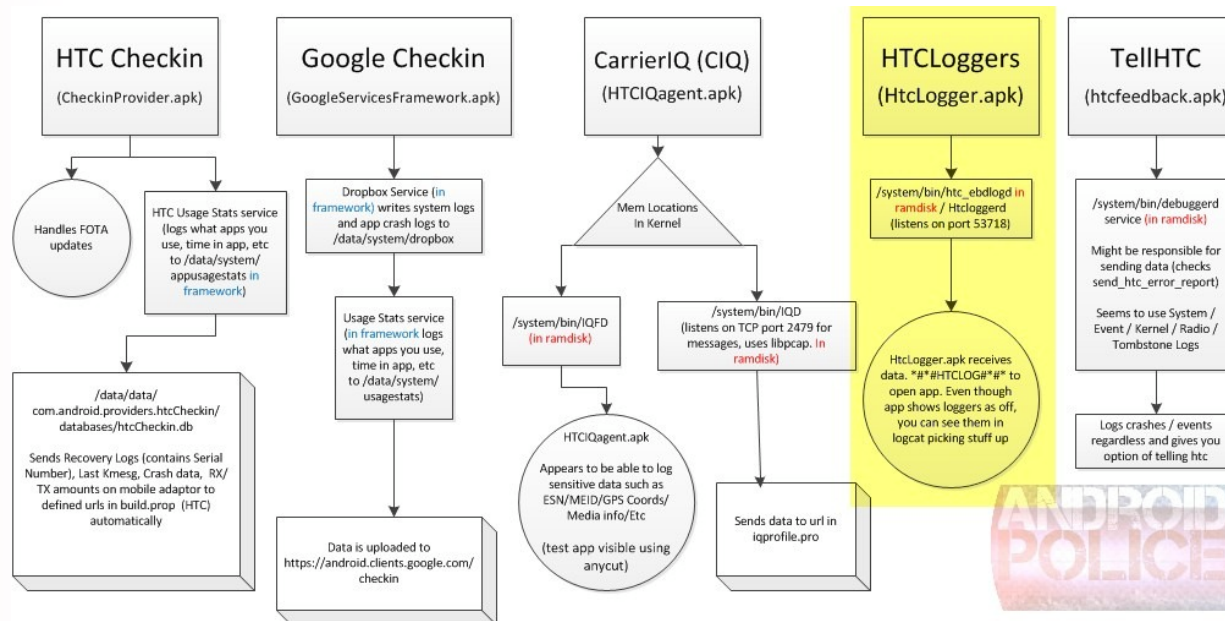 HTC Checkin
(CheckinProvider.apk)
Handles FOTA
updates
HTC Usage Stats service
(logs what apps you
use, time in app, etc
to /data/system/
appusagestats in
framework)
/data/data/
com.android.providers.htcCheckin/
databases/htcCheckin.db
Sends Recovery Logs (contains Serial
Number), Last Kmesg, Crash data, RX/
TX amounts on mobile adaptor to
defined urls in build.prop (HTC)
automatically
Google Checkin
(GoogleServicesFramework.apk)
Dropbox Service (in
framework) writes system logs
and app crash logs to
/data/system/dropbox
Usage Stats service
(in framework logs
what apps you use,
time in app, etc
to /data/system/
usagestats)
Data is uploaded to
https://android.clients.google.com/
checkin
CarrierIQ (CIQ)
(HTCIQagent.apk)
Mem Locations
In Kernel
/system/bin/IQFD
(in ramdisk)
HTCIQagent.apk
Appears to be able to log
sensitive data such as
ESN/MEID/GPS Coords/
Media info/Etc
(test app visible using
anycut)
/system/bin/IQD
(listens on TCP port 2479 for
messages, uses libpcap. In
ramdisk)
Sends data to url in
iqprofile.pro
HTCLoggers
(HtcLogger.apk)
/system/bin/htc_ebdlogd in
ramdisk / Htcloggerd
(listens on port 53718)
HtcLogger.apk receives
data. *#*#HTCLOG#*#* to
open app. Even though
app shows loggers as off,
you can see them in
logcat picking stuff up
TellHTC
(htcfeedback.apk)
/system/bin/debuggerd
service (in ramdisk)
Might be responsible for
sending data (checks
send_htc_error_report)
Seems to use System /
Event / Kernel / Radio /
Tombstone Logs
Logs crashes / events
regardless and gives you
option of telling htc
ANDROID
POLICE